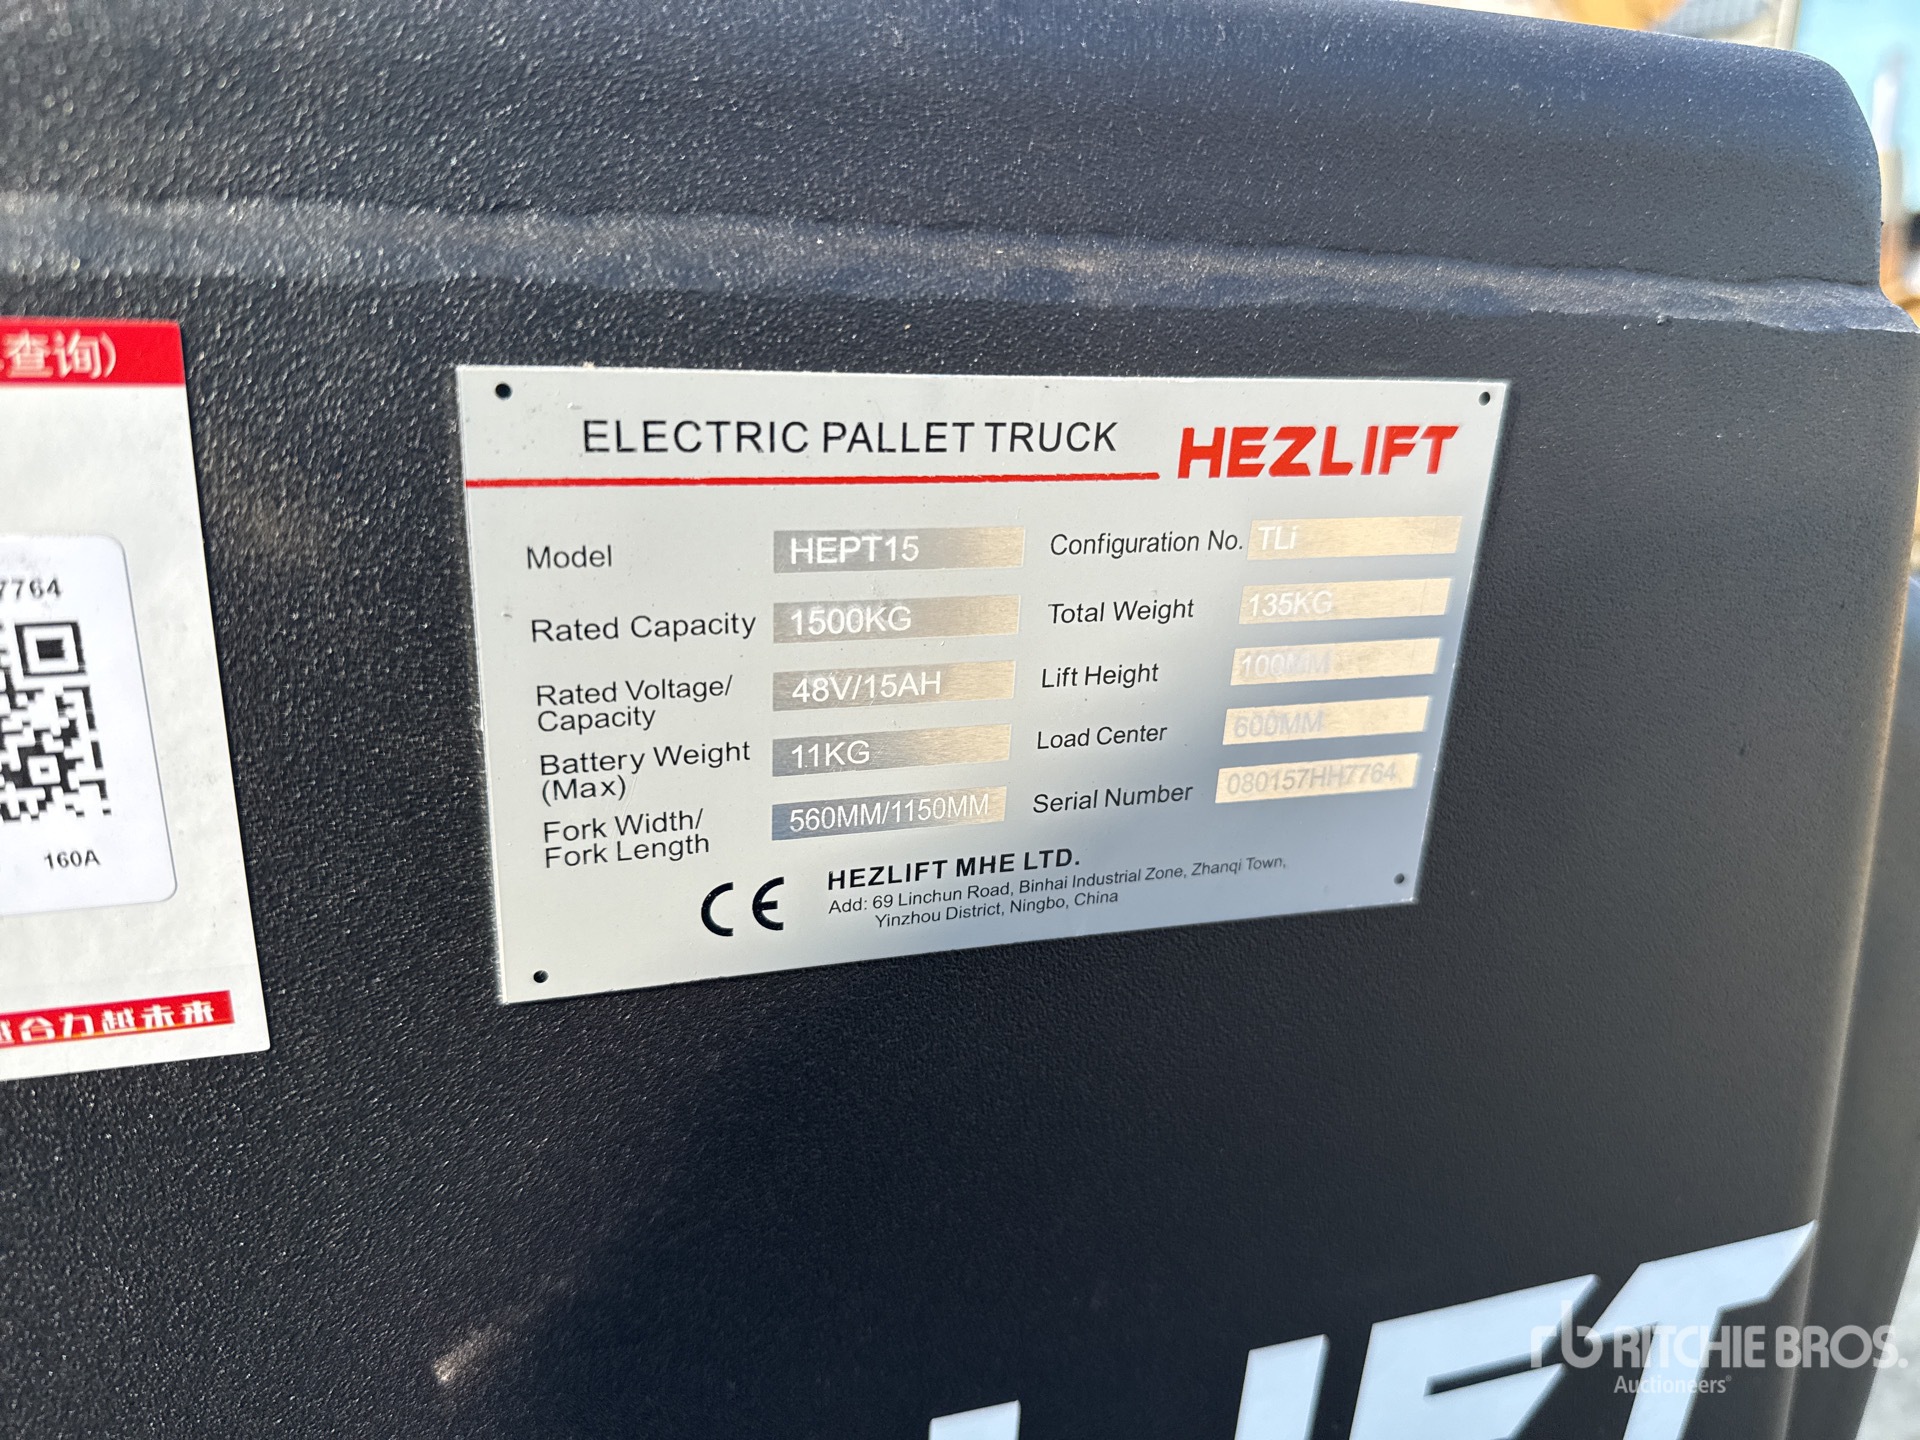 查询)
7764
160A
合力越未来
ELECTRIC PALLET TRUCK HEZLIFT
Model HEPT15
Configuration No. TLi
Rated Capacity 1500KG
Total Weight 135KG
Rated Voltage/
Capacity 48V/15AH
Lift Height 100MM
Battery Weight
(Max) 11KG
Load Center 600MM
Fork Width/
Fork Length 560MM/1150MM
Serial Number 080157HH7764
CE
HEZLIFT MHE LTD.
Add: 69 Linchun Road, Binhai Industrial Zone, Zhanqi Town,
Yinzhou District, Ningbo, China
LIFT
rb RITCHIE BROS.
Auctioneers